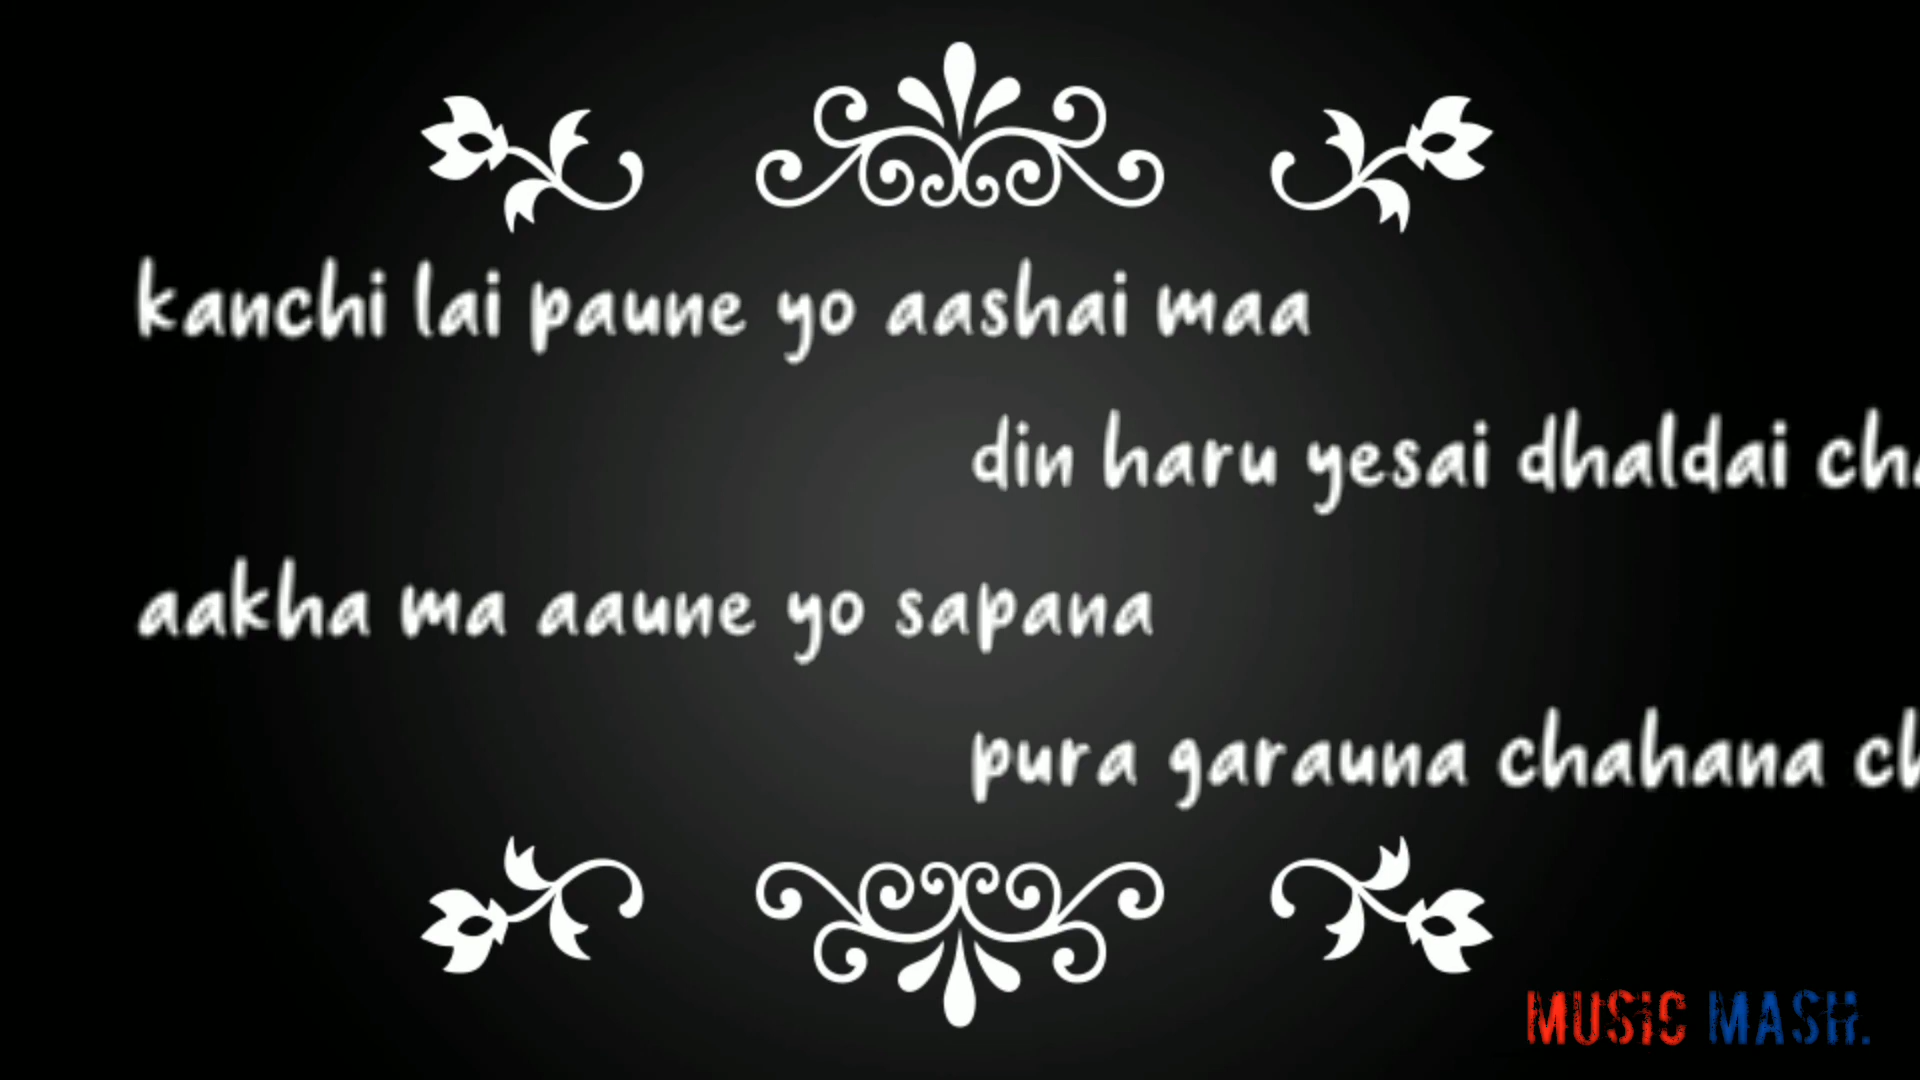 kanchi lai paune yo aashai maa
din haru yesai dhaldai
aakha ma aaune yo sapana
pura garauna chahana
MUSIC MASH.